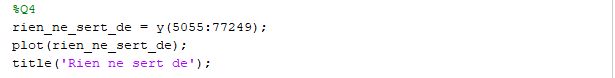 %Q4
rien_ne_sert_de = y(5055:77249);
plot(rien_ne_sert_de);
title('Rien ne sert de');